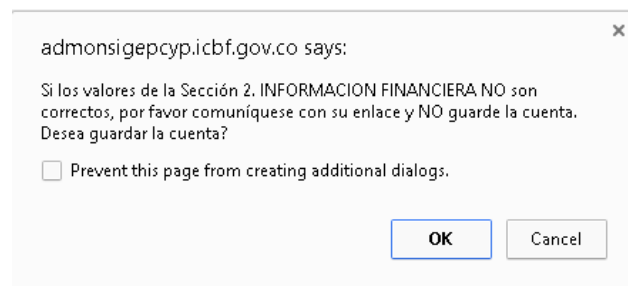 admonsigepcyp.icbf.gov.co says:
Si los valores de la Sección 2. INFORMACION FINANCIERA NO son
correctos, por favor comuníquese con su enlace y NO guarde la cuenta.
Desea guardar la cuenta?
Prevent this page from creating additional dialogs.
OK Cancel